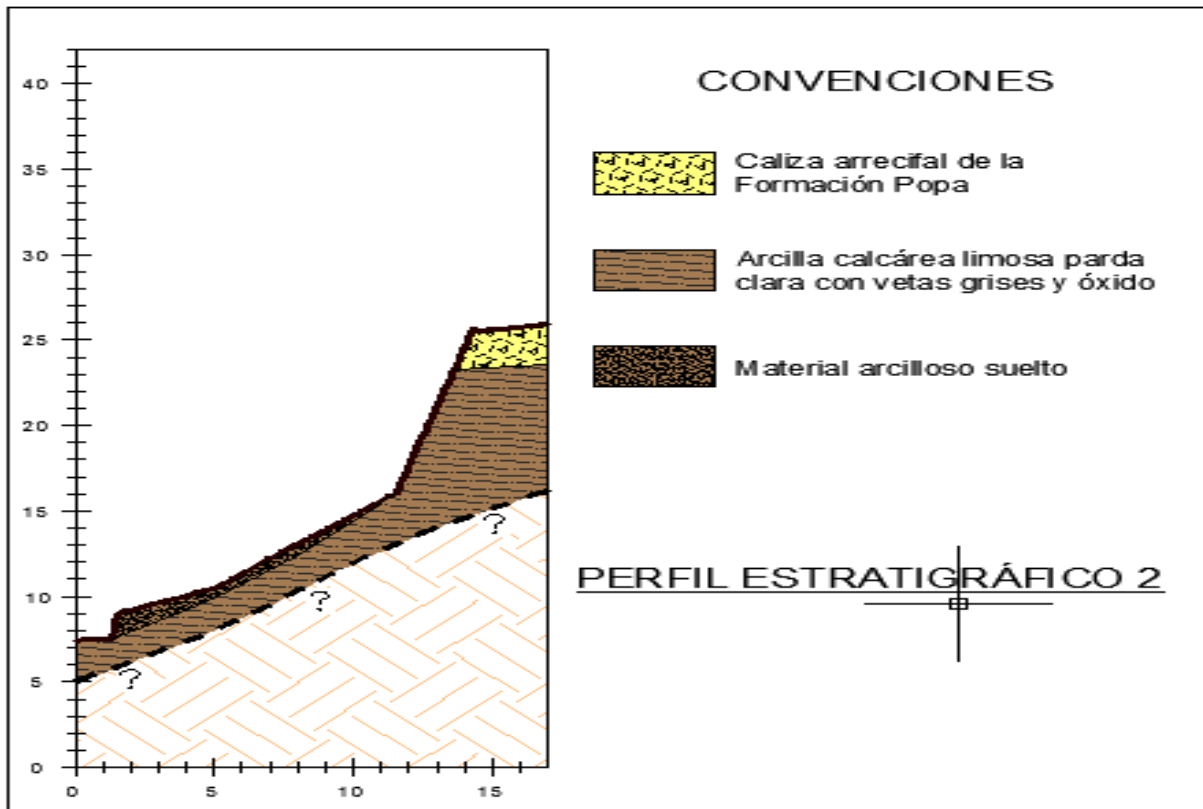 CONVENCIONES
Caliza arrecifal de la
Formación Popa
Arcilla calcárea limosa parda
clara con vetas grises y óxido
Material arcilloso suelto
PERFIL ESTRATIGRÁFICO 2
40
35
30
25
20
15
10
5
0
0
5
10
15
?
?
?